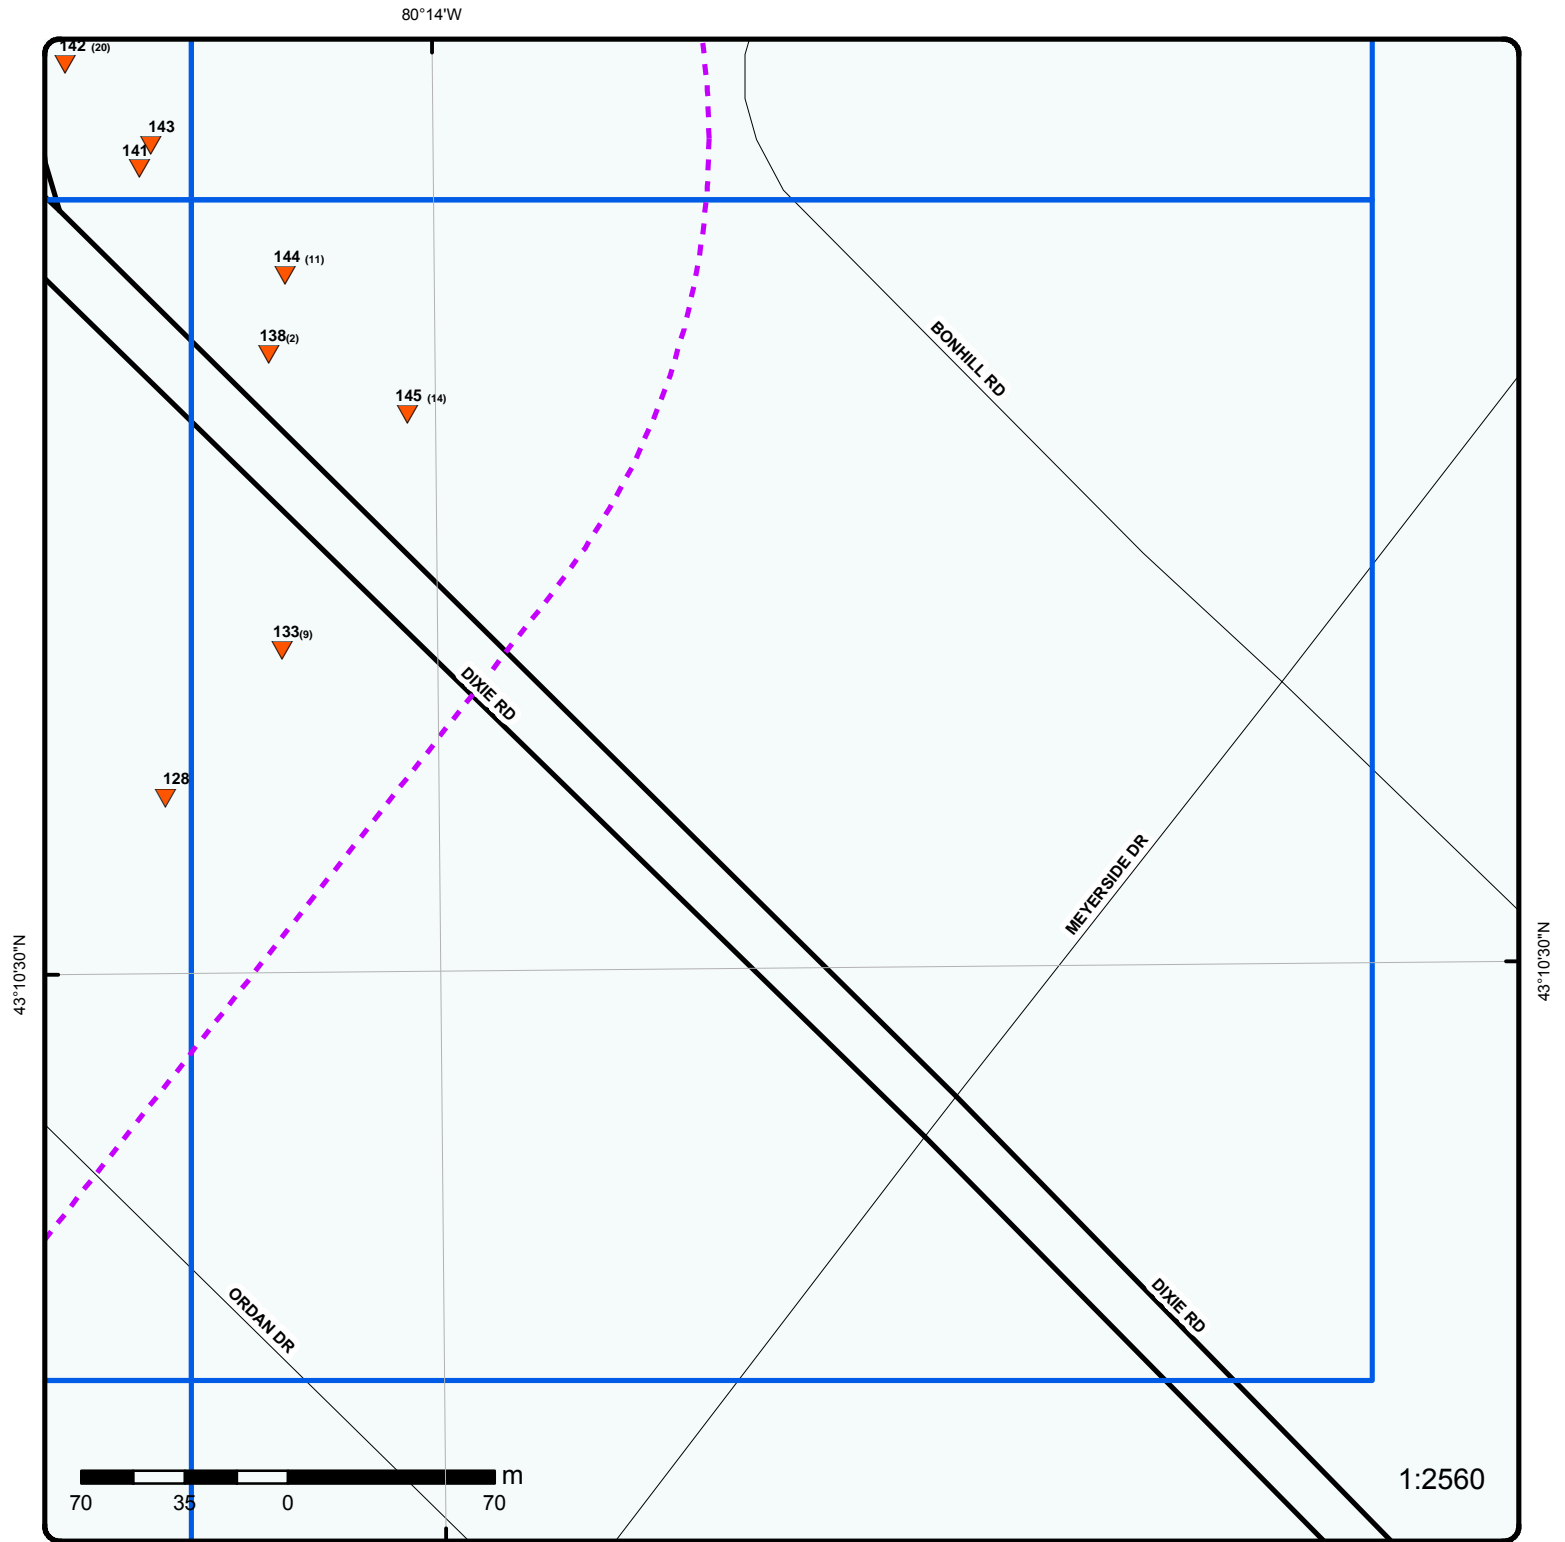 80°14'W
142 (20)
143
141
144 (11)
138(2)
145 (14)
BONHILL RD
133(9)
DIXIE RD
128
MEYERSIDE DR
43°10'30"N
43°10'30"N
DIXIE RD
ORDAN DR
m
1:2560
70 35 0 70